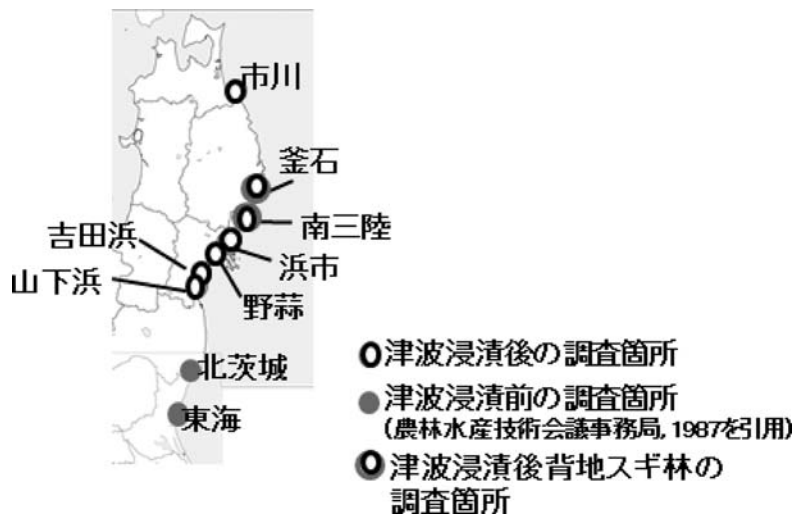 市川
釜石
南三陸
吉田浜
浜市
山下浜
野蒜
北茨城
東海
津波浸漬後の調査箇所
津波浸漬前の調査箇所
(農林水産技術会議事務局, 1987を引用)
津波浸漬後背地スギ林の
調査箇所